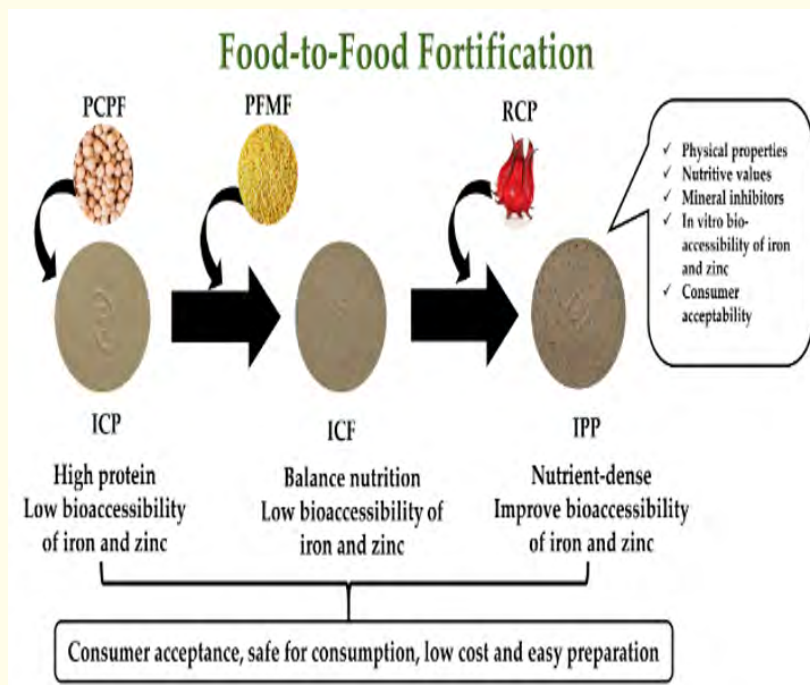 Food-to-Food Fortification
PCPF
PFMF
RCP
✓ Physical properties
✓ Nutritive values
✓ Mineral inhibitors
✓ In vitro bio-
accessibility of iron
and zinc
✓ Consumer
acceptability
ICP
High protein
Low bioaccessibility
of iron and zinc
ICF
Balance nutrition
Low bioaccessibility of
iron and zinc
IPP
Nutrient-dense
Improve bioaccessibility
of iron and zinc
Consumer acceptance, safe for consumption, low cost and easy preparation